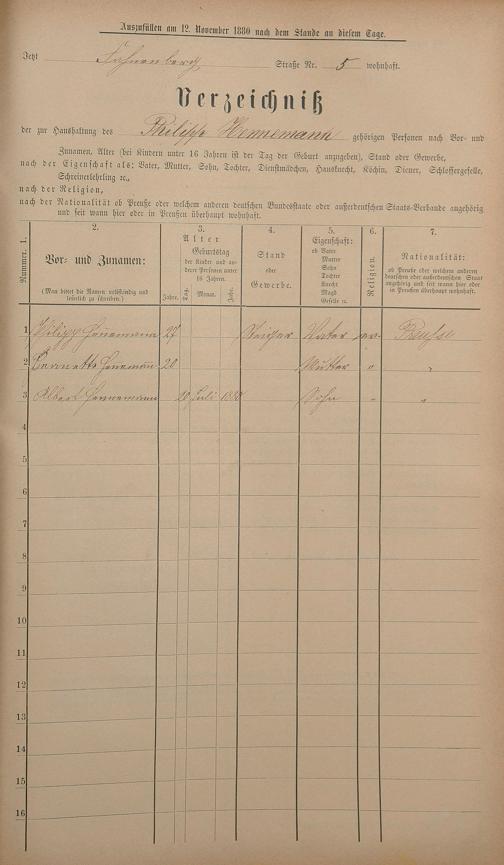 Auszufüllen am 12. November 1880 nach dem Stande an diesem Tage.
Jetzt Straße Nr. 5 wohnhaft.
Verzeichniß
der zur Haushaltung des Philipp Hennemann gehörigen Personen nach Vor- und
Zunamen, Alter (bei Kindern unter 16 Jahren ist der Tag der Geburt anzugeben), Stand oder Gewerbe,
nach der Eigenschaft als: Vater, Mutter, Sohn, Tochter, Dienstmädchen, Hausknecht, Köchin, Diener, Schlossergeselle,
Schreinerlehrling ꝛc.,
nach der Religion,
nach der Nationalität ob Preuße oder welchem anderen deutschen Bundesstaate oder außerdeutschen Staats-Verbande angehörig
und seit wann hier oder in Preußen überhaupt wohnhaft.
Nummer. 1.
2.
Vor- und Zunamen:
(Man bittet die Namen vollständig und leserlich zu schreiben.)
3.
Alter
Geburtstag
der Kinder und anderer Personen unter 16 Jahren.
Jahre. Tag. Monat. Jahr.
4.
Stand
oder
Gewerbe.
5.
Eigenschaft:
ob Vater
Mutter
Sohn
Tochter
Knecht
Magd
Geselle ꝛc.
6.
Religion.
7.
Nationalität:
ob Preuße oder welchem anderen
deutschen oder außerdeutschen Staat
angehörig und seit wann hier oder
in Preußen überhaupt wohnhaft.
1 Philipp Hennemann 27 Vater ev. Preuße
2 Hennemann 20 Mutter " "
3 Albert Hennemann 20 Juli 1880 Sohn " "
4
5
6
7
8
9
10
11
12
13
14
15
16